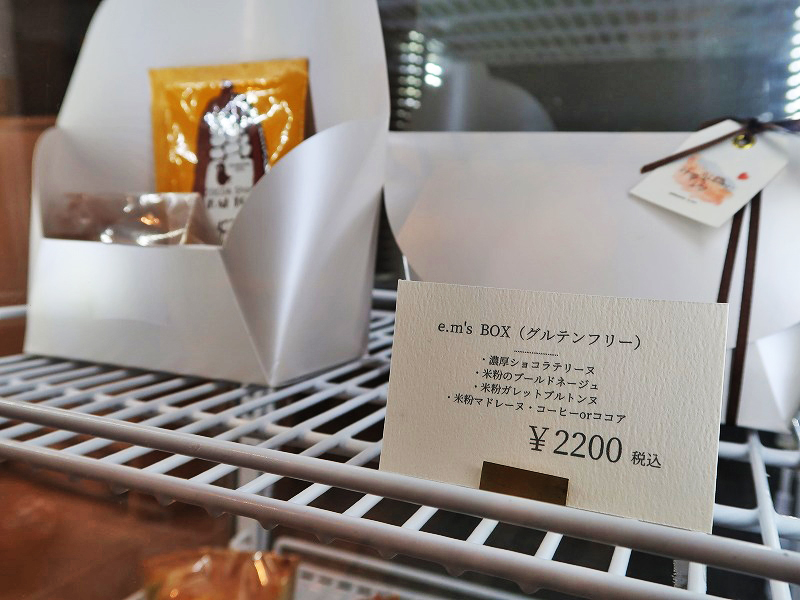 e.m's BOX（グルテンフリー）
・濃厚ショコラテリーヌ
・米粉のブールドネージュ
・米粉ガレットブルトンヌ
・米粉マドレーヌ・コーヒーorココア
￥2200 税込